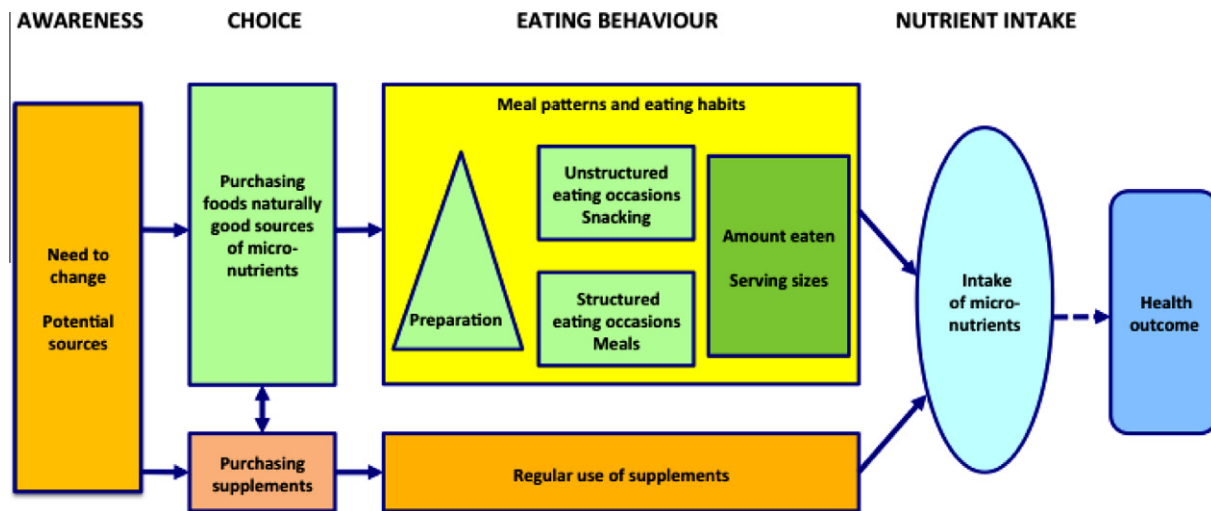 AWARENESS
CHOICE
EATING BEHAVIOUR
NUTRIENT INTAKE
Need to
change
Potential
sources
Purchasing
foods naturally
good sources
of micro-
nutrients
Purchasing
supplements
Meal patterns and eating habits
Preparation
Unstructured
eating occasions
Snacking
Structured
eating occasions
Meals
Amount eaten
Serving sizes
Regular use of supplements
Intake
of micro-
nutrients
Health
outcome